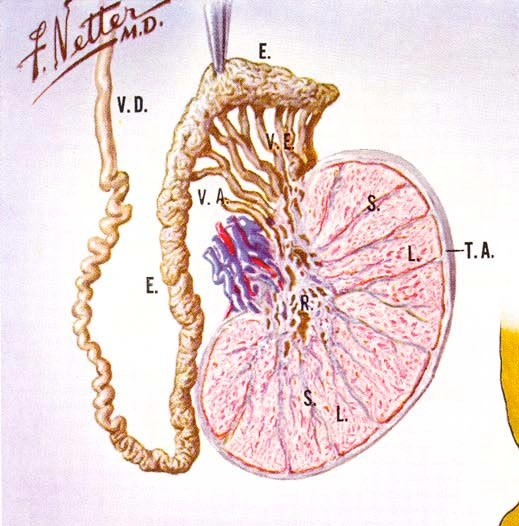 F. Netter
M.D.
E.
V.D.
V.E.
V.A.
S.
L.
T.A.
E.
R.
S.
L.